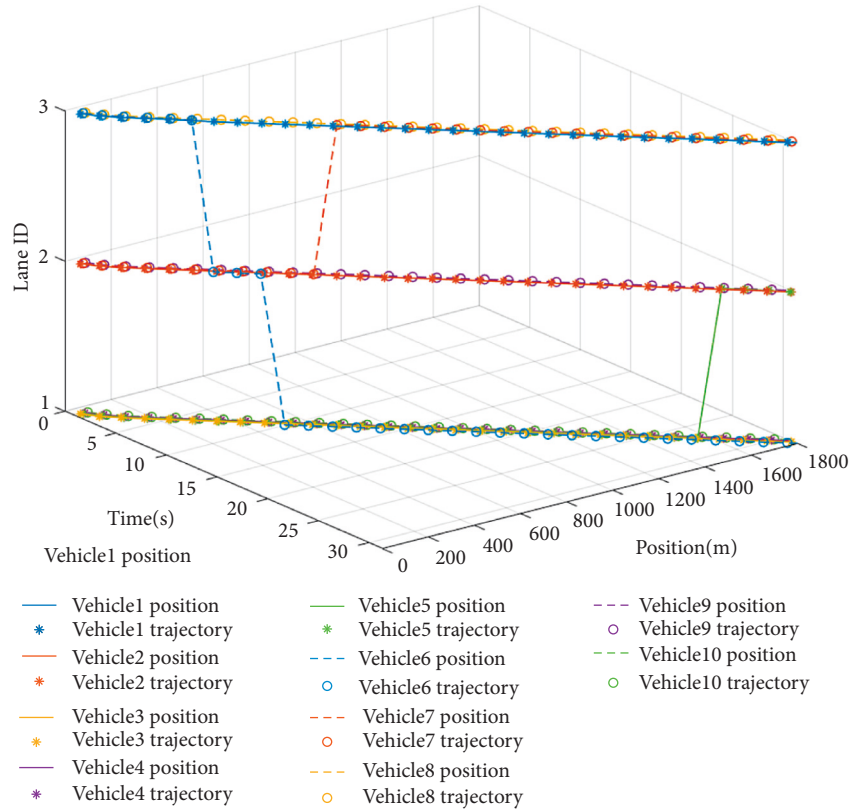 3
2
1
Lane ID
0
5
10
15
20
25
30
Time(s)
0
200
400
600
800
1000
1200
1400
1600
1800
Position(m)
Vehicle1 position
Vehicle1 position
Vehicle1 trajectory
Vehicle2 position
Vehicle2 trajectory
Vehicle3 position
Vehicle3 trajectory
Vehicle4 position
Vehicle4 trajectory
Vehicle5 position
Vehicle5 trajectory
Vehicle6 position
Vehicle6 trajectory
Vehicle7 position
Vehicle7 trajectory
Vehicle8 position
Vehicle8 trajectory
Vehicle9 position
Vehicle9 trajectory
Vehicle10 position
Vehicle10 trajectory